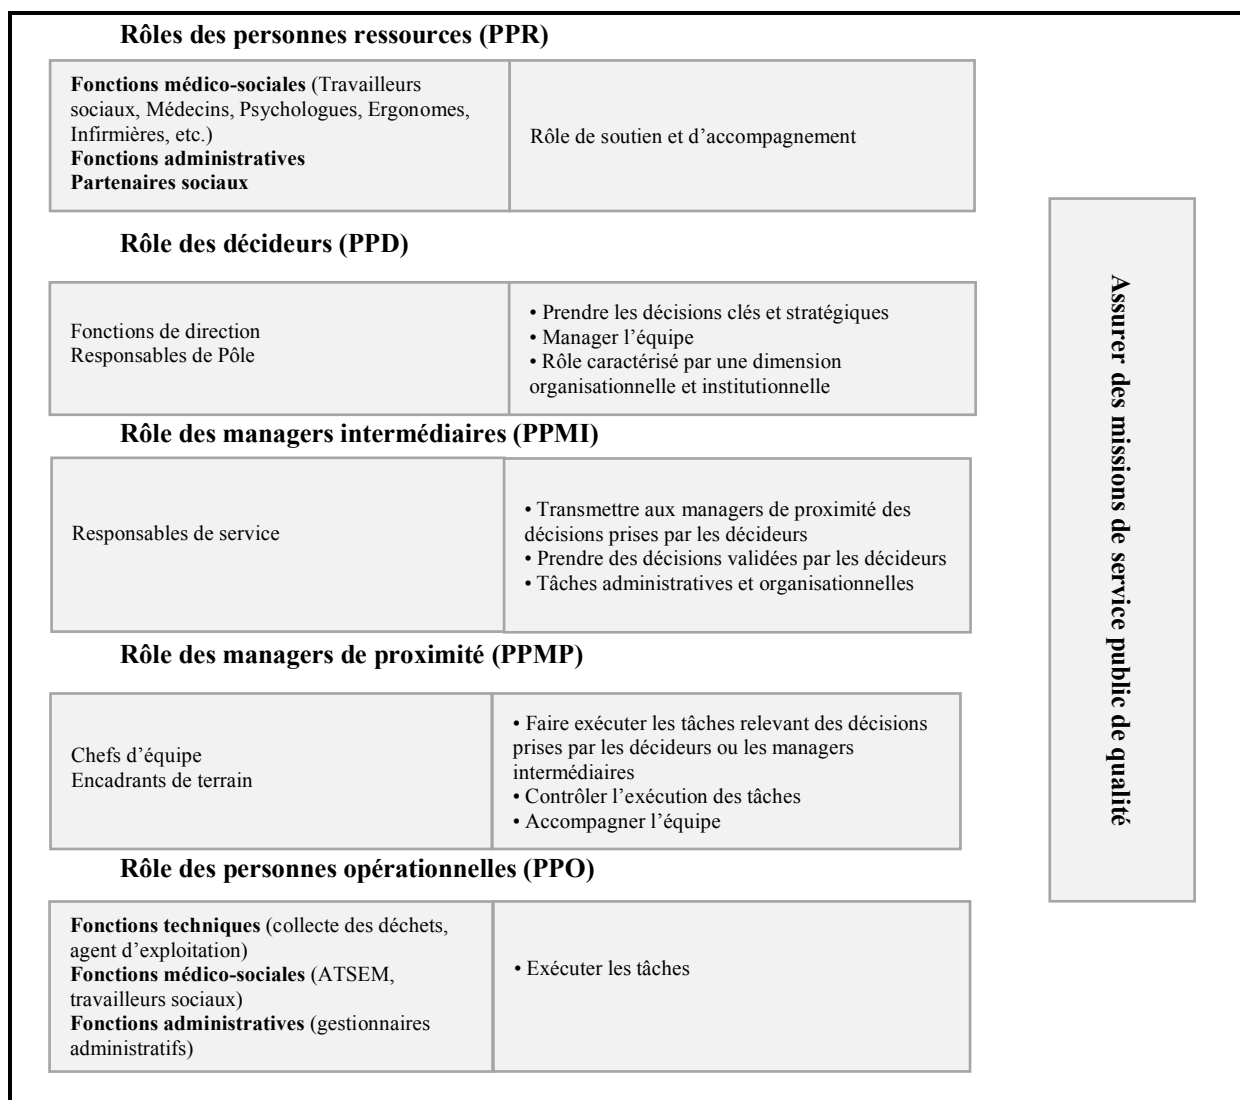 Rôles des personnes ressources (PPR)
Fonctions médico-sociales (Travailleurs
sociaux, Médecins, Psychologues, Ergonomes,
Infirmières, etc.)
Fonctions administratives
Partenaires sociaux
Rôle de soutien et d’accompagnement
Rôle des décideurs (PPD)
Fonctions de direction
Responsables de Pôle
• Prendre les décisions clés et stratégiques
• Manager l’équipe
• Rôle caractérisé par une dimension
organisationnelle et institutionnelle
Rôle des managers intermédiaires (PPMI)
Responsables de service
• Transmettre aux managers de proximité des
décisions prises par les décideurs
• Prendre des décisions validées par les décideurs
• Tâches administratives et organisationnelles
Rôle des managers de proximité (PPMP)
Chefs d’équipe
Encadrants de terrain
• Faire exécuter les tâches relevant des décisions
prises par les décideurs ou les managers
intermédiaires
• Contrôler l’exécution des tâches
• Accompagner l’équipe
Rôle des personnes opérationnelles (PPO)
Fonctions techniques (collecte des déchets,
agent d’exploitation)
Fonctions médico-sociales (ATSEM,
travailleurs sociaux)
Fonctions administratives (gestionnaires
administratifs)
• Exécuter les tâches
Assurer des missions de service public de qualité